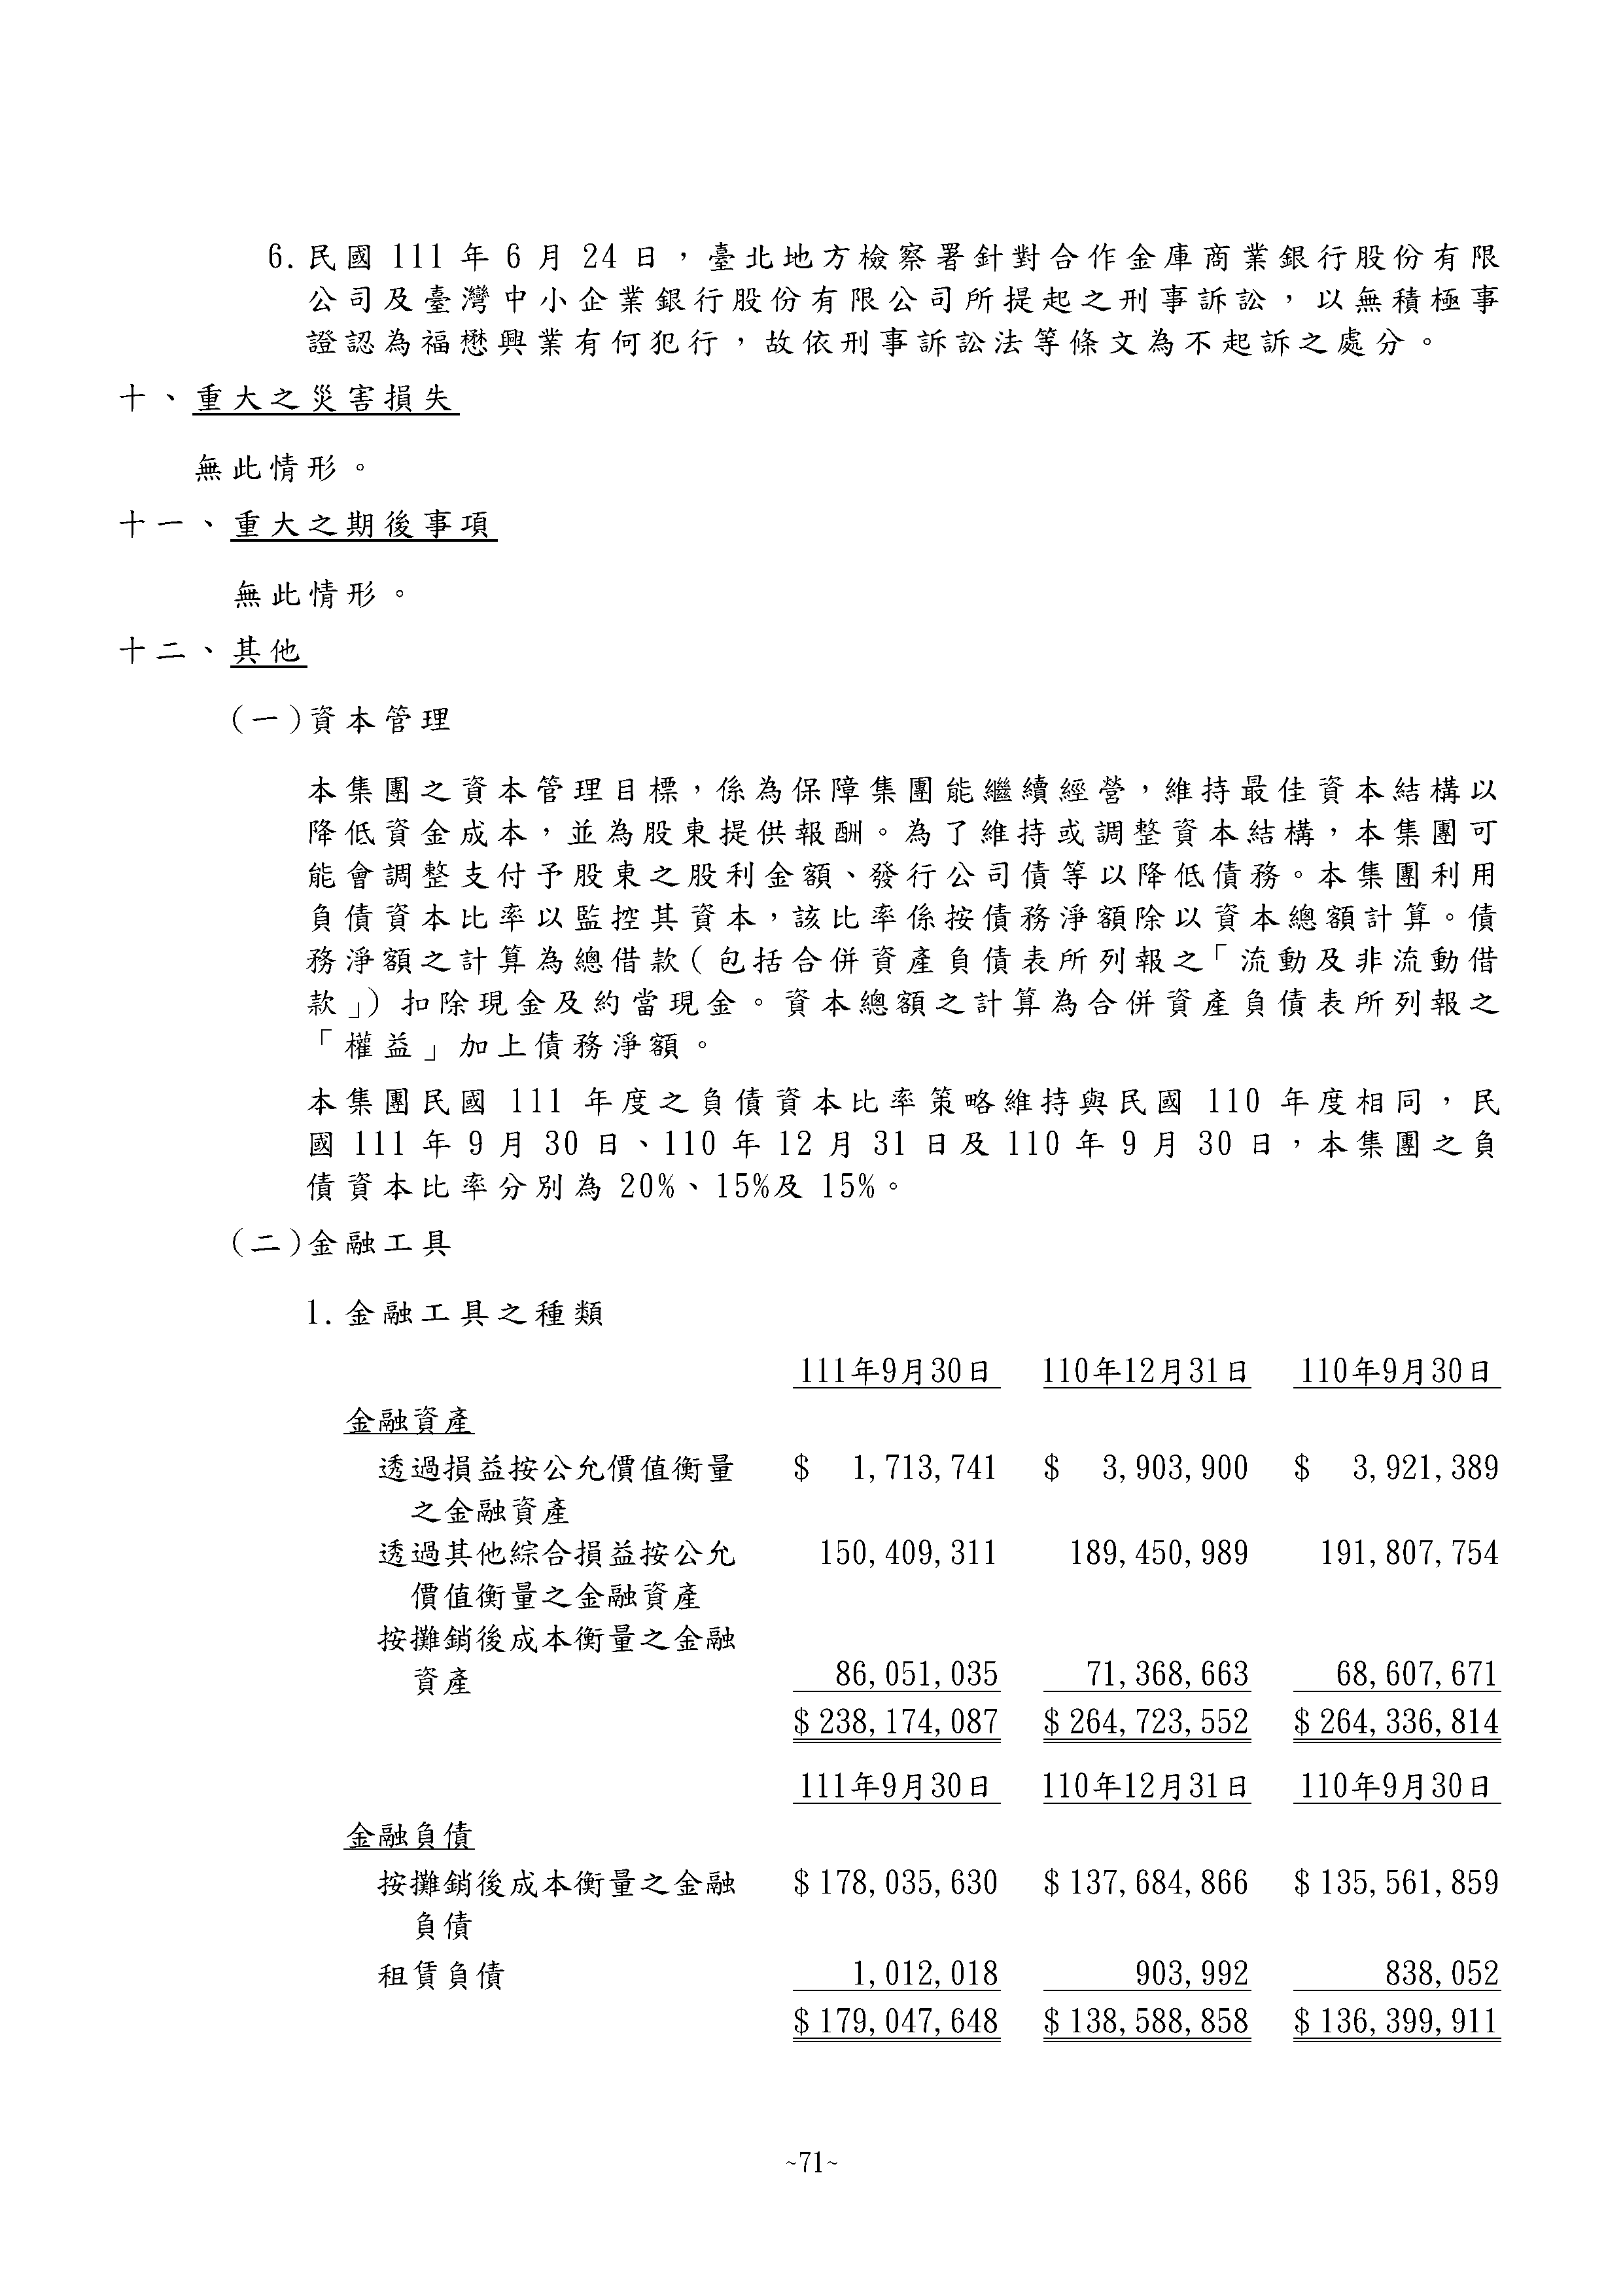 6.民國 111 年 6 月 24 日，臺北地方檢察署針對合作金庫商業銀行股份有限
公司及臺灣中小企業銀行股份有限公司所提起之刑事訴訟，以無積極事
證認為福懋興業有何犯行，故依刑事訴訟法等條文為不起訴之處分。
十、重大之災害損失
無此情形。
十一、重大之期後事項
無此情形。
十二、其他
(一)資本管理
本集團之資本管理目標，係為保障集團能繼續經營，維持最佳資本結構以
降低資金成本，並為股東提供報酬。為了維持或調整資本結構，本集團可
能會調整支付予股東之股利金額、發行公司債等以降低債務。本集團利用
負債資本比率以監控其資本，該比率係按債務淨額除以資本總額計算。債
務淨額之計算為總借款(包括合併資產負債表所列報之「流動及非流動借
款」)扣除現金及約當現金。資本總額之計算為合併資產負債表所列報之
「權益」加上債務淨額。
本集團民國 111 年度之負債資本比率策略維持與民國 110 年度相同，民
國 111 年 9 月 30 日、110 年 12 月 31 日及 110 年 9 月 30 日，本集團之負
債資本比率分別為 20%、15%及 15%。
(二)金融工具
1.金融工具之種類
111年9月30日 110年12月31日 110年9月30日
金融資產
透過損益按公允價值衡量 $ 1,713,741 $ 3,903,900 $ 3,921,389
之金融資產
透過其他綜合損益按公允 150,409,311 189,450,989 191,807,754
價值衡量之金融資產
按攤銷後成本衡量之金融
資產 86,051,035 71,368,663 68,607,671
$ 238,174,087 $ 264,723,552 $ 264,336,814
111年9月30日 110年12月31日 110年9月30日
金融負債
按攤銷後成本衡量之金融 $ 178,035,630 $ 137,684,866 $ 135,561,859
負債
租賃負債 1,012,018 903,992 838,052
$ 179,047,648 $ 138,588,858 $ 136,399,911
~71~